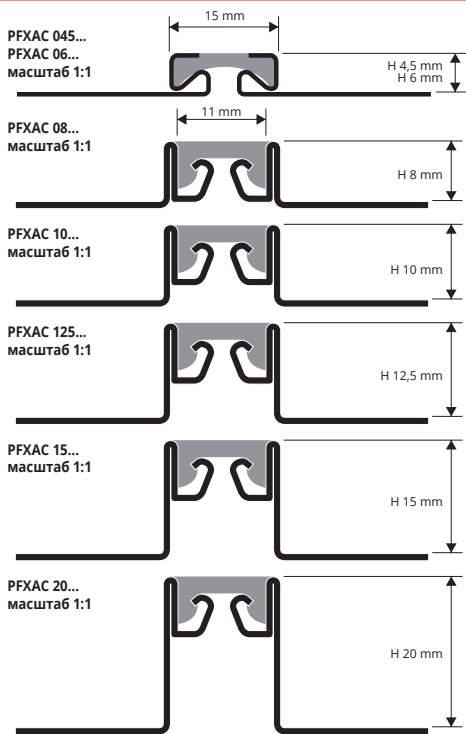 15 mm
PFXAC 045...
PFXAC 06...
масштаб 1:1
H 4,5 mm
H 6 mm
11 mm
PFXAC 08...
масштаб 1:1
H 8 mm
PFXAC 10...
масштаб 1:1
H 10 mm
PFXAC 125...
масштаб 1:1
H 12,5 mm
PFXAC 15...
масштаб 1:1
H 15 mm
PFXAC 20...
масштаб 1:1
H 20 mm